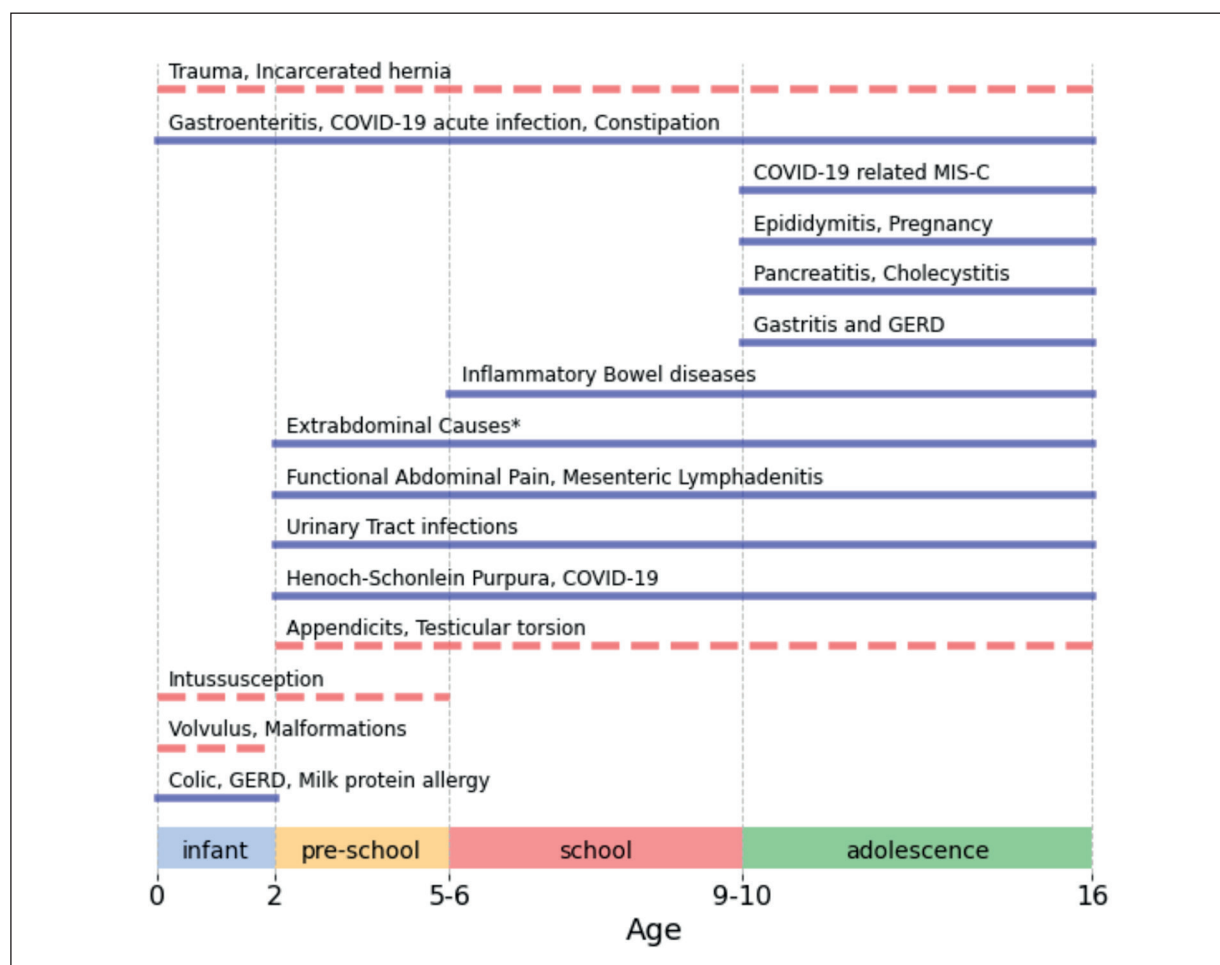 Trauma, Incarcerated hernia
Gastroenteritis, COVID-19 acute infection, Constipation
COVID-19 related MIS-C
Epididymitis, Pregnancy
Pancreatitis, Cholecystitis
Gastritis and GERD
Inflammatory Bowel diseases
Extrabdominal Causes*
Functional Abdominal Pain, Mesenteric Lymphadenitis
Urinary Tract infections
Henoch-Schonlein Purpura, COVID-19
Appendicits, Testicular torsion
Intussusception
Volvulus, Malformations
Colic, GERD, Milk protein allergy
infant pre-school school adolescence
0 2 5-6 9-10 16
Age